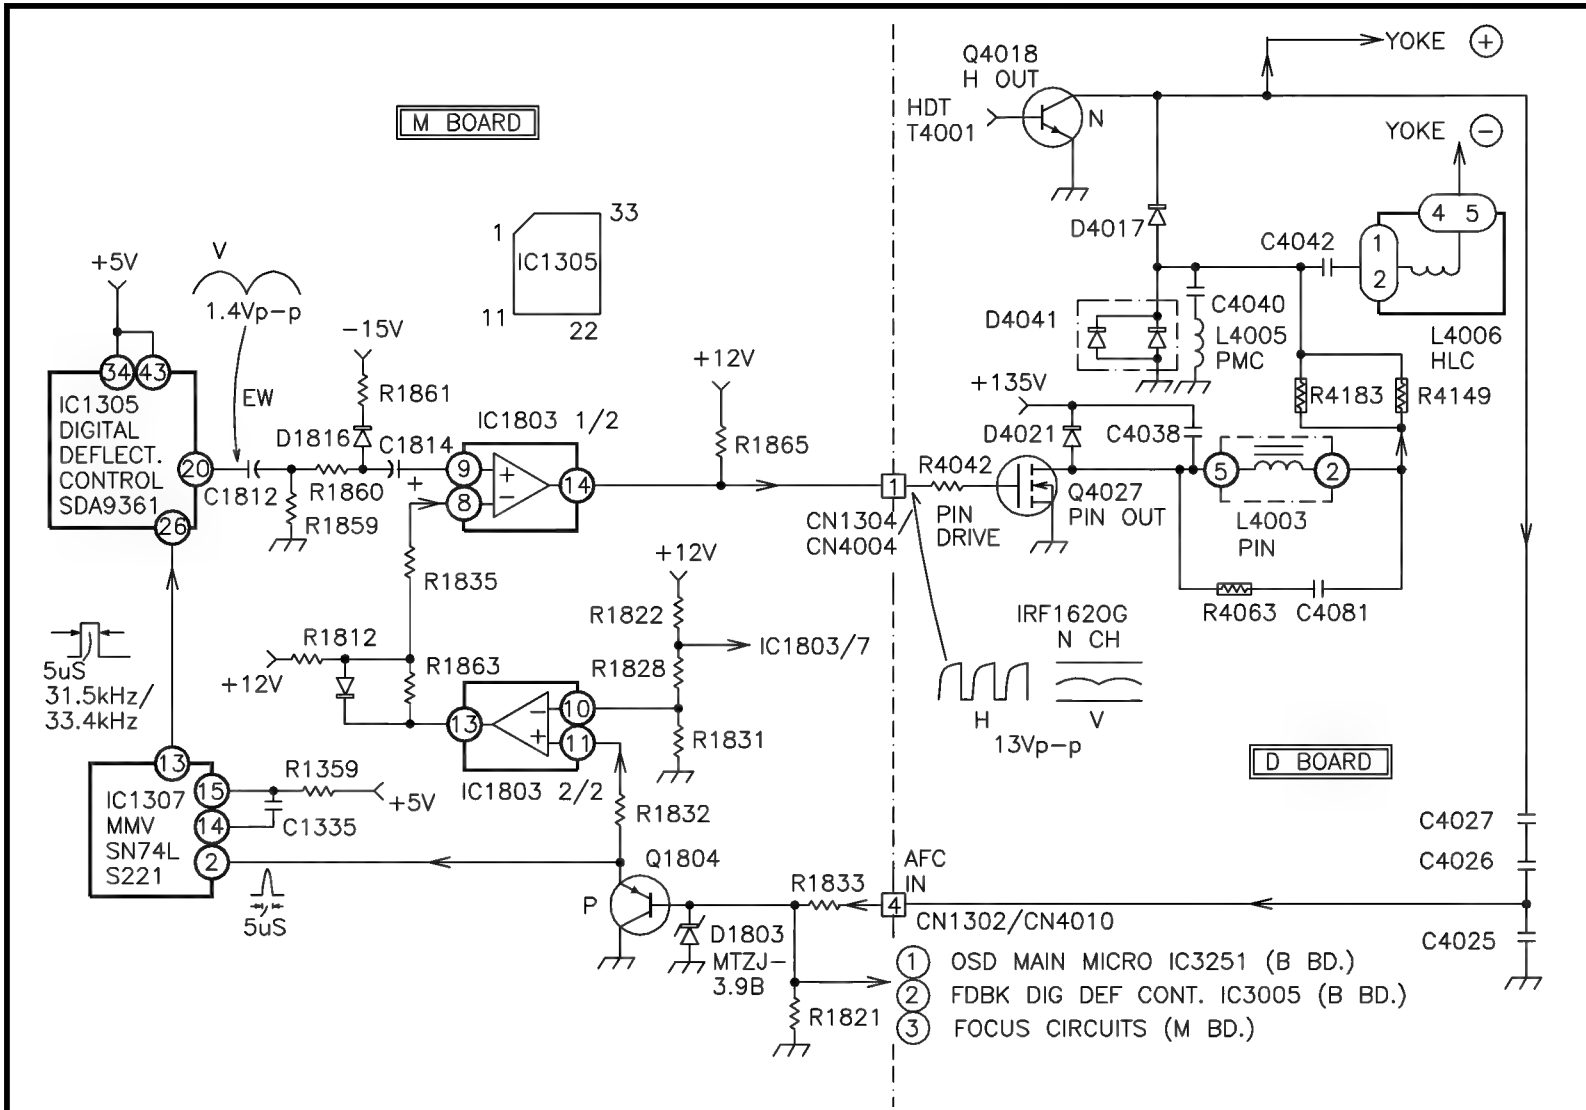 M BOARD
Q4018
H OUT
HDT
T4001
N
YOKE +
YOKE −
4 5
1
2
D4017
C4042
C4040
L4005
PMC
L4006
HLC
D4041
R4183
R4149
+135V
D4021
C4038
R4042
Q4027
PIN OUT
5
2
L4003
PIN
R4063
C4081
1
CN1304/
CN4004
PIN
DRIVE
IRF1620G
N CH
H
V
13Vp-p
D BOARD
1
33
IC1305
11
22
V
1.4Vp-p
+5V
34
43
IC1305
DIGITAL
DEFLECT.
CONTROL
SDA9361
20
26
EW
C1812
R1859
R1860
D1816
-15V
R1861
C1814
+
IC1803 1/2
9
+
8
−
14
+12V
R1865
R1835
+12V
R1822
IC1803/7
R1828
R1831
R1812
+12V
R1863
13
−
10
+
11
IC1803 2/2
R1832
5uS
31.5kHz/
33.4kHz
13
15
R1359
+5V
IC1307
MMV
SN74L
S221
14
C1335
2
5uS
Q1804
P
D1803
MTZJ-
3.9B
R1833
R1821
AFC
IN
4
CN1302/CN4010
C4027
C4026
C4025
1 OSD MAIN MICRO IC3251 (B BD.)
2 FDBK DIG DEF CONT. IC3005 (B BD.)
3 FOCUS CIRCUITS (M BD.)